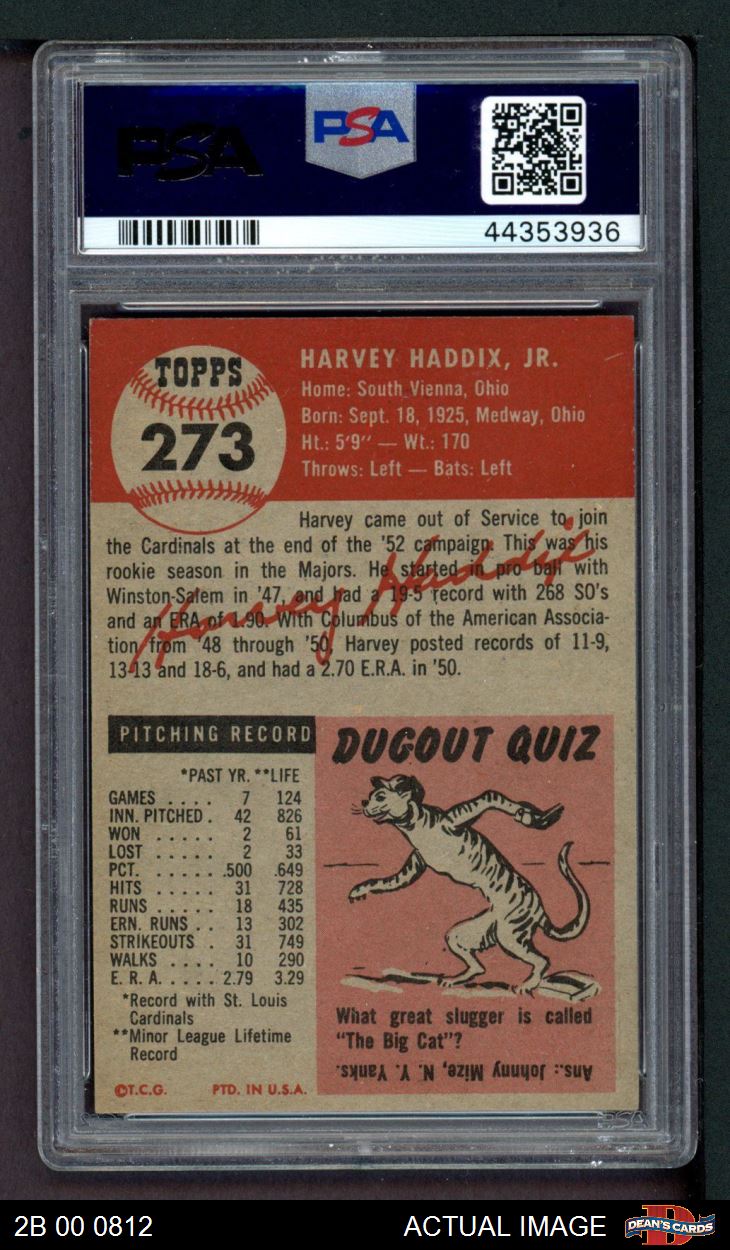 PSA
PSA
44353936
TOPPS
273
HARVEY HADDIX, JR.
Home: South Vienna, Ohio
Born: Sept. 18, 1925, Medway, Ohio
Ht.: 5'9" — Wt.: 170
Throws: Left — Bats: Left
Harvey came out of Service to join
the Cardinals at the end of the '52 campaign. This was his
rookie season in the Majors. He started in pro ball with
Winston-Salem in '47, and had a 19-5 record with 268 SO's
and an ERA of 1.90. With Columbus of the American Associa-
tion from '48 through '50, Harvey posted records of 11-9,
13-13 and 18-6, and had a 2.70 E.R.A. in '50.
Harvey Haddix
PITCHING RECORD
*PAST YR. **LIFE
GAMES . . . . 7 124
INN. PITCHED . 42 826
WON . . . . . 2 61
LOST . . . . . 2 33
PCT. . . . . . .500 .649
HITS . . . . . 31 728
RUNS . . . . . 18 435
ERN. RUNS . . 13 302
STRIKEOUTS . 31 749
WALKS . . . . 10 290
E. R. A. . . . . . 2.79 3.29
*Record with St. Louis
Cardinals
**Minor League Lifetime
Record
©T.C.G. PTD. IN U.S.A.
DUGOUT QUIZ
What great slugger is called
"The Big Cat"?
Ans.: Johnny Mize, N. Y. Yanks.
PSA
2B 00 0812 ACTUAL IMAGE DEAN'S CARDS